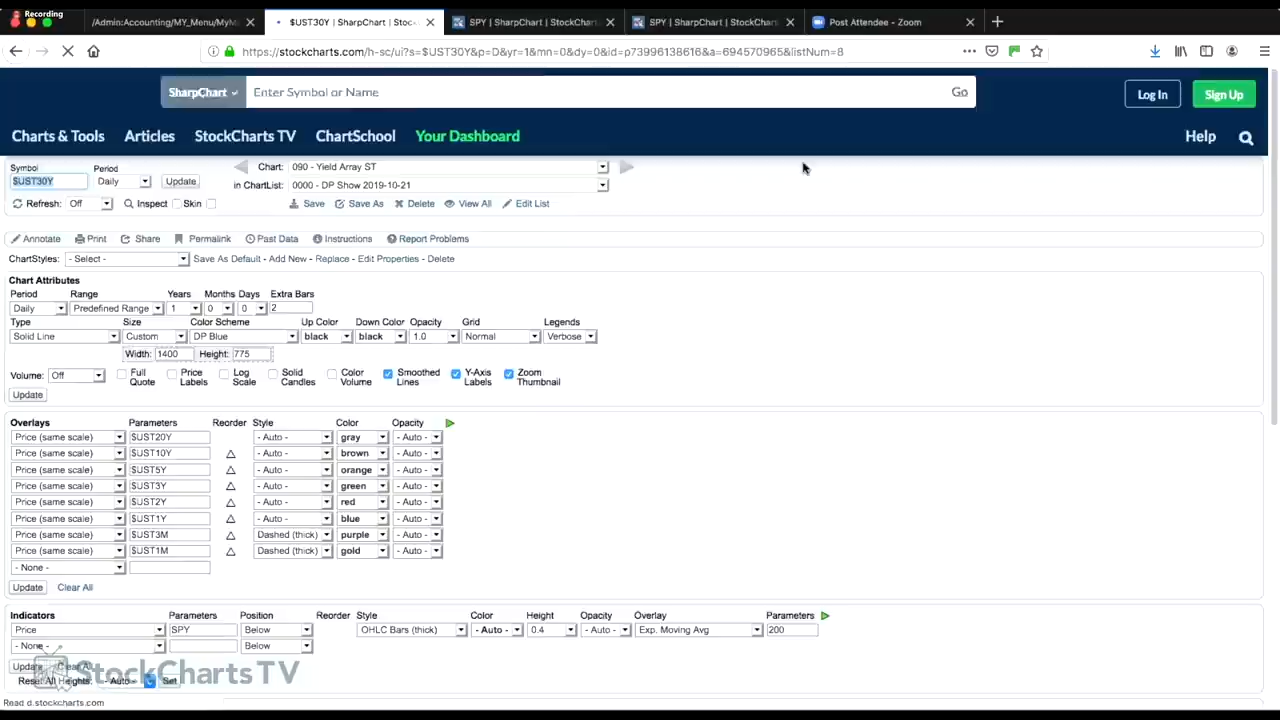 Recording
/Admin:Accounting/MY_Menu/MyMe
$UST30Y | SharpChart | Stockc
SPY | SharpChart | StockChart
SPY | SharpChart | StockChart
Post Attendee - Zoom
https://stockcharts.com/h-sc/ui?s=$UST30Y&p=D&yr=1&mn=0&dy=0&id=p73996138616&a=694570965&listNum=8
SharpChart Enter Symbol or Name Go Log In Sign Up
Charts & Tools Articles StockCharts TV ChartSchool Your Dashboard Help
Symbol Period Chart: 090 - Yield Array ST
$UST30Y Daily Update in ChartList: 0000 - DP Show 2019-10-21
Refresh: Off Inspect Skin Save Save As Delete View All Edit List
Annotate Print Share Permalink Past Data Instructions Report Problems
ChartStyles: - Select - Save As Default - Add New - Replace - Edit Properties - Delete
Chart Attributes
Period Range Years Months Days Extra Bars
Daily Predefined Range 1 0 0 2
Type Size Color Scheme Up Color Down Color Opacity Grid Legends
Solid Line Custom DP Blue black black 1.0 Normal Verbose
Width: 1400 Height: 775
Volume: Off Full Quote Price Labels Log Scale Solid Candles Color Volume Smoothed Lines Y-Axis Labels Zoom Thumbnail
Update
Overlays Parameters Reorder Style Color Opacity
Price (same scale) $UST20Y - Auto - gray - Auto -
Price (same scale) $UST10Y - Auto - brown - Auto -
Price (same scale) $UST5Y - Auto - orange - Auto -
Price (same scale) $UST3Y - Auto - green - Auto -
Price (same scale) $UST2Y - Auto - red - Auto -
Price (same scale) $UST1Y - Auto - blue - Auto -
Price (same scale) $UST3M Dashed (thick) purple - Auto -
Price (same scale) $UST1M Dashed (thick) gold - Auto -
- None -
Update Clear All
Indicators Parameters Position Reorder Style Color Height Opacity Overlay Parameters
Price SPY Below OHLC Bars (thick) - Auto - 0.4 - Auto - Exp. Moving Avg 200
- None - Below
Update Clear All
StockCharts TV
Reset All Heights: - Auto - Set
Read d.stockcharts.com